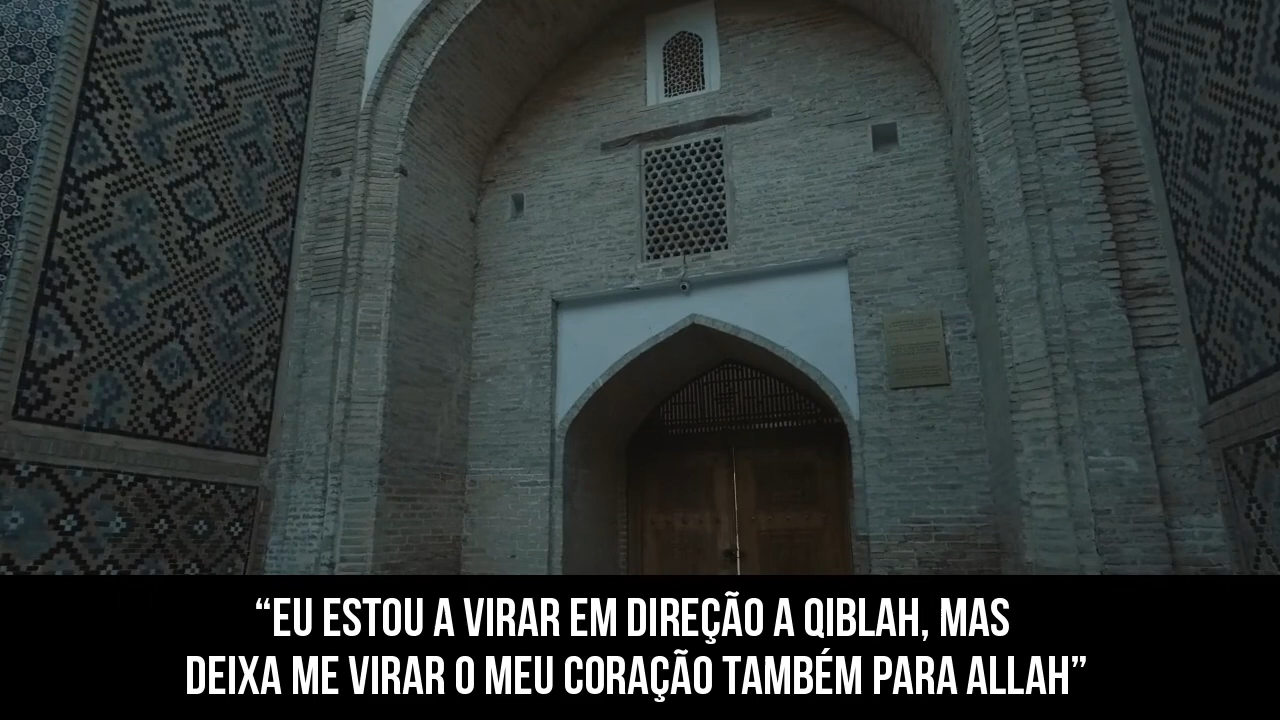 “EU ESTOU A VIRAR EM DIREÇÃO A QIBLAH, MAS
DEIXA ME VIRAR O MEU CORAÇÃO TAMBÉM PARA ALLAH”